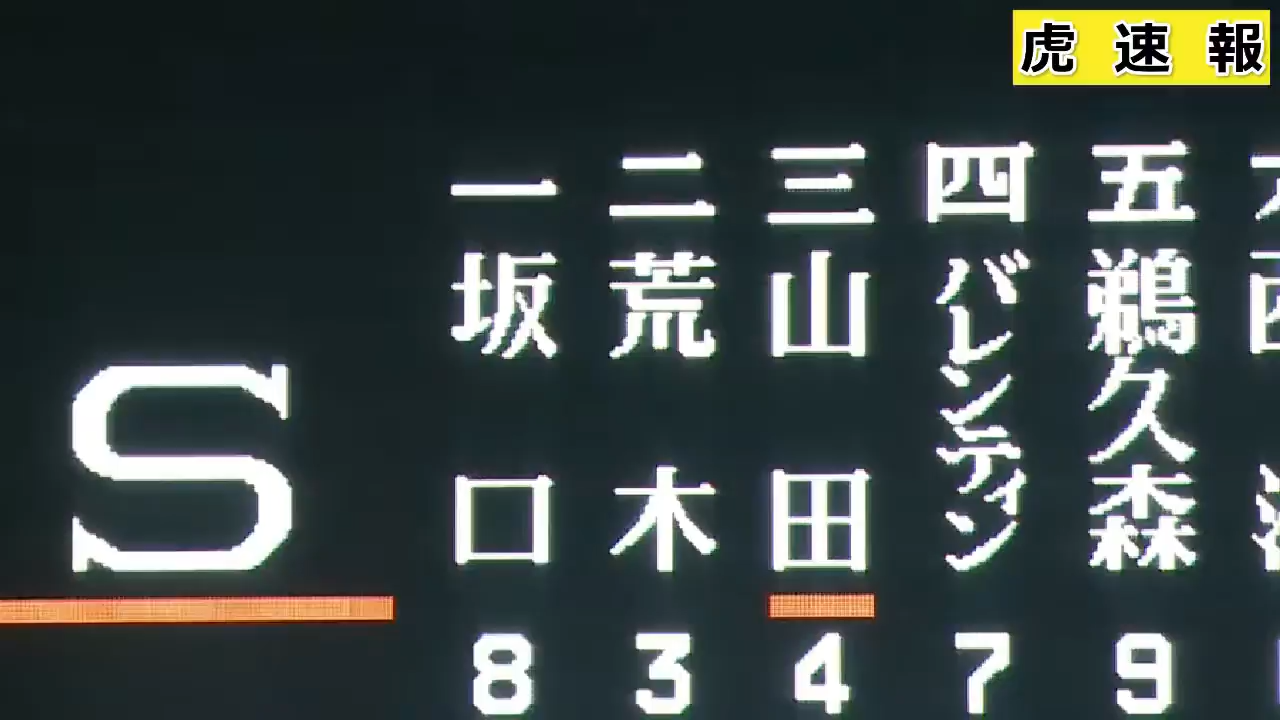 虎速報
S
一 二 三 四 五
坂口 荒木 山田 バレンティン 鵜久森
8 3 4 7 9